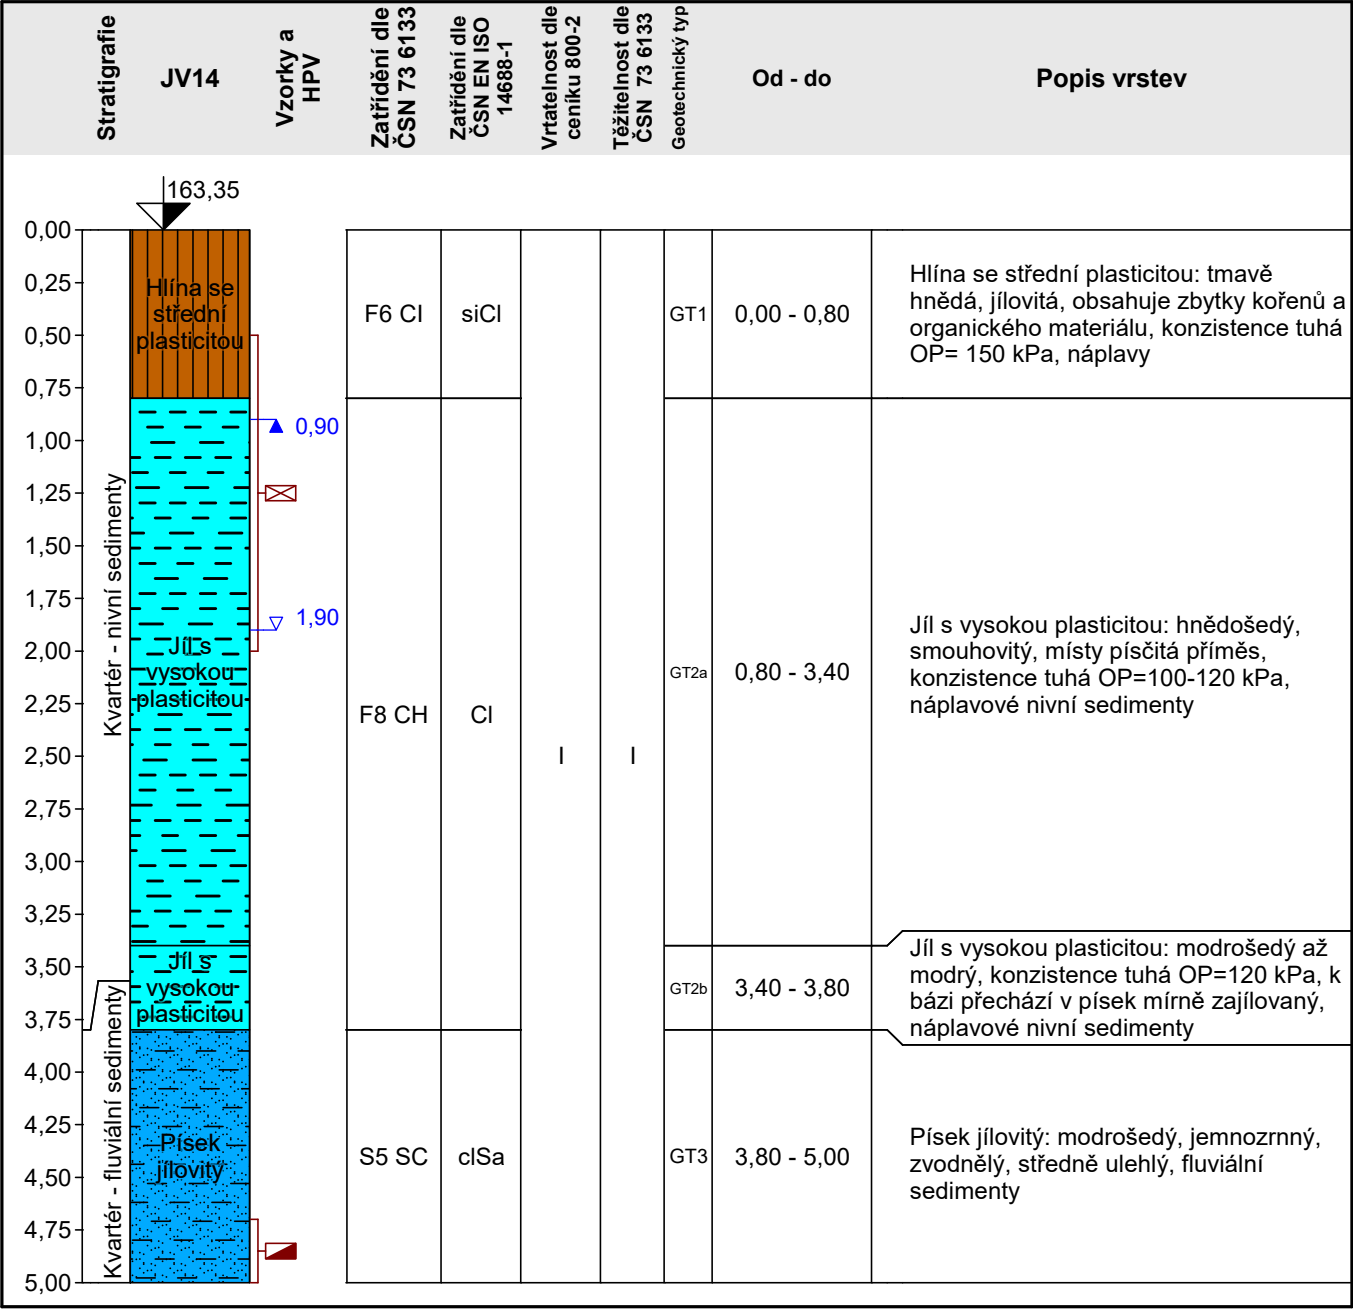 Stratigrafie
JV14
Vzorky a
HPV
Zatřídění dle
ČSN 73 6133
Zatřídění dle
ČSN EN ISO
14688-1
Vrtatelnost dle
ceníku 800-2
Těžitelnost dle
ČSN 73 6133
Geotechnický typ
Od - do
Popis vrstev
163,35
0,00
0,25
0,50
0,75
1,00
1,25
1,50
1,75
2,00
2,25
2,50
2,75
3,00
3,25
3,50
3,75
4,00
4,25
4,50
4,75
5,00
Kvartér - nivní sedimenty
Kvartér - fluviální sedimenty
Hlína se
střední
plasticitou
Jíl s
vysokou
plasticitou
Jíl s
vysokou
plasticitou
Písek
jílovitý
0,90
1,90
F6 CI
siCl
GT1
0,00 - 0,80
Hlína se střední plasticitou: tmavě
hnědá, jílovitá, obsahuje zbytky kořenů a
organického materiálu, konzistence tuhá
OP= 150 kPa, náplavy
F8 CH
Cl
I
I
GT2a
0,80 - 3,40
Jíl s vysokou plasticitou: hnědošedý,
smouhovitý, místy písčitá příměs,
konzistence tuhá OP=100-120 kPa,
náplavové nivní sedimenty
GT2b
3,40 - 3,80
Jíl s vysokou plasticitou: modrošedý až
modrý, konzistence tuhá OP=120 kPa, k
bázi přechází v písek mírně zajílovaný,
náplavové nivní sedimenty
S5 SC
clSa
GT3
3,80 - 5,00
Písek jílovitý: modrošedý, jemnozrnný,
zvodnělý, středně ulehlý, fluviální
sedimenty